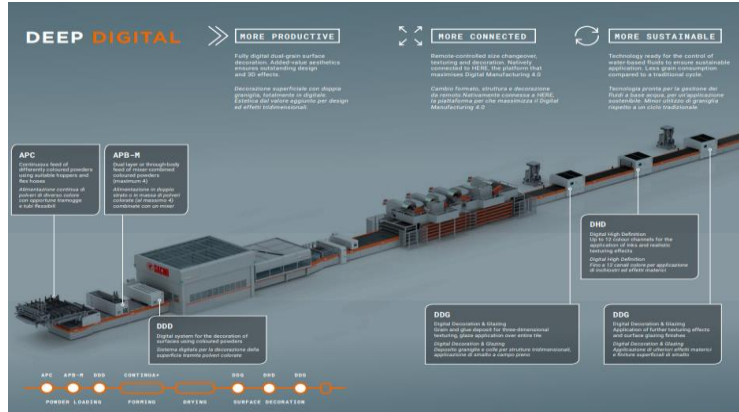 DEEP DIGITAL
MORE PRODUCTIVE
Fully digital dual-grain surface
decoration. Added-value aesthetics
ensures outstanding design
and 3D effects.
Decorazione superficiale con doppia
graniglia, totalmente in digitale.
Estetica del valore aggiunto per design
ed effetti tridimensionali
MORE CONNECTED
Remote-controlled size changeover,
texturing and decoration. Natively
connected to HERE, the platform that
maximises Digital Manufacturing 4.0
Cambio formato, struttura e decorazione
da remoto. Nativamente connessa a HERE,
la piattaforma per che massimizza il Digital
Manufacturing 4.0
MORE SUSTAINABLE
Technology ready for the control of
water-based fluids to ensure sustainable
application. Less grain consumption
compared to a traditional cycle.
Tecnologia pronta per la gestione dei
fluidi a base acqua, per un'applicazione
sostenibile. Minor utilizzo di graniglia
rispetto a un ciclo tradizionale.
APC
Continuous feed of
differently coloured powders
using suitable hoppers and
flex hoses
Alimentazione continua di
polveri di diverso colore
con opportune tramogge
e tubi flessibili
APB-M
Dual layer or through-body
feed of mixer-combined
coloured powders
(maximum 4)
Alimentazione in doppio
strato o in massa di polveri
colorate (al massimo 4)
combinate con un mixer
SACMI
DDD
Digital system for the decoration of
surfaces using coloured powders
Sistema digitale per la decorazione della
superficie tramite polveri colorate
DHD
Digital High Definition
Up to 12 colour channels for the
application of inks and realistic
texturing effects
Digital High Definition
Fino a 12 canali colore per applicazione
di inchiostri ed effetti materici
DDG
Digital Decoration & Glazing
Grain and glue deposit for three-dimensional
texturing, glaze application over entire tile
Digital Decoration & Glazing
Deposito graniglia e colla per strutture tridimensionali,
applicazione di smalto a campo pieno
DDG
Digital Decoration & Glazing
Application of further texturing effects
and surface glazing finishes
Digital Decoration & Glazing
Applicazione di ulteriori effetti materici
e finiture superficiali di smalto
APC APB-M DDD CONTINUA+ DDG DHD DDG
POWDER LOADING FORMING DRYING SURFACE DECORATION